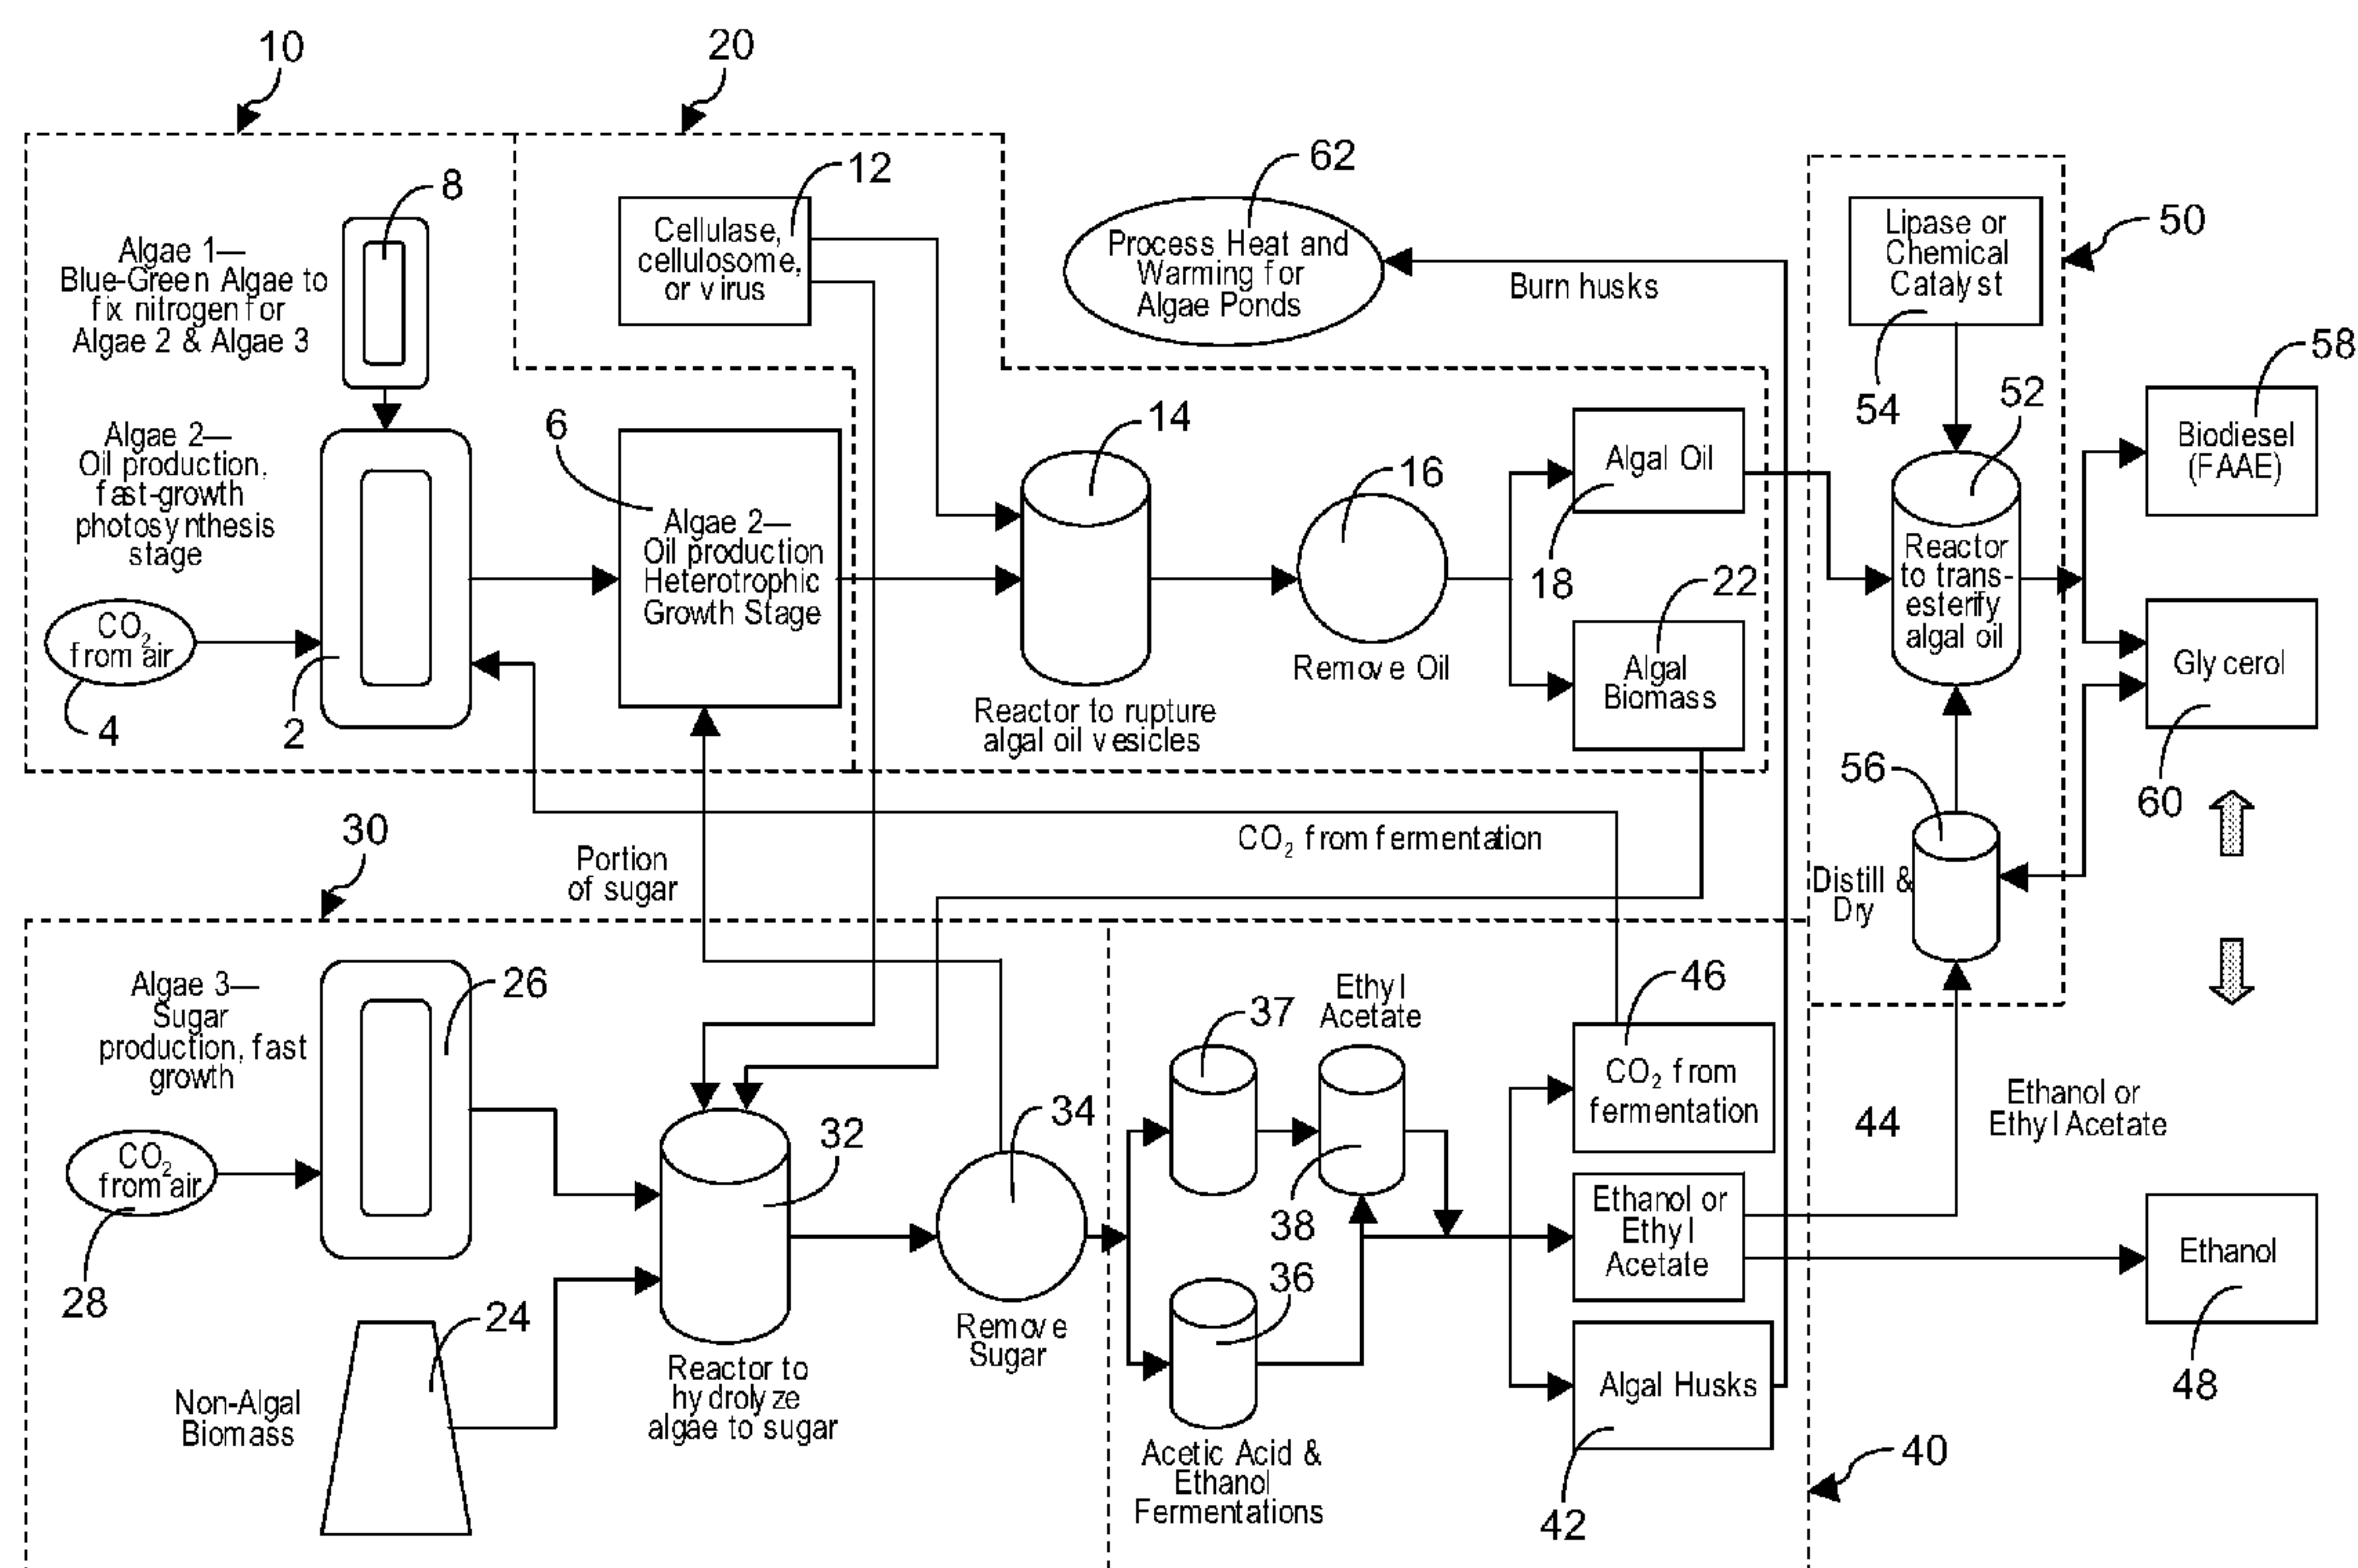 10
20
12
62
8
50
Cellulase,
cellulosome,
or virus
Process Heat and
Warming for
Algae Ponds
Burn husks
Lipase or
Chemical
Catalyst
Algae 1—
Blue-Green Algae to
fix nitrogen for
Algae 2 & Algae 3
58
54
52
6
14
16
Algae 2—
Oil production,
fast-growth
photosynthesis
stage
Algal Oil
Biodiesel
(FAAE)
Algae 2—
Oil production
Heterotrophic
Growth Stage
18
22
Reactor
to trans-
esterify
algal oil
CO2
from air
Remove Oil
Algal
Biomass
Glycerol
4
2
Reactor to rupture
algal oil vesicles
56
60
30
Portion
of sugar
CO2 from fermentation
Distill &
Dry
Algae 3—
Sugar
production, fast
growth
26
37
Ethyl
Acetate
46
CO2 from
fermentation
44
Ethanol or
Ethyl Acetate
34
32
CO2
from air
38
Ethanol or
Ethyl
Acetate
Ethanol
28
24
36
Remove
Sugar
Reactor to
hydrolyze
algae to sugar
Algal Husks
48
Non-Algal
Biomass
Acetic Acid &
Ethanol
Fermentations
42
40